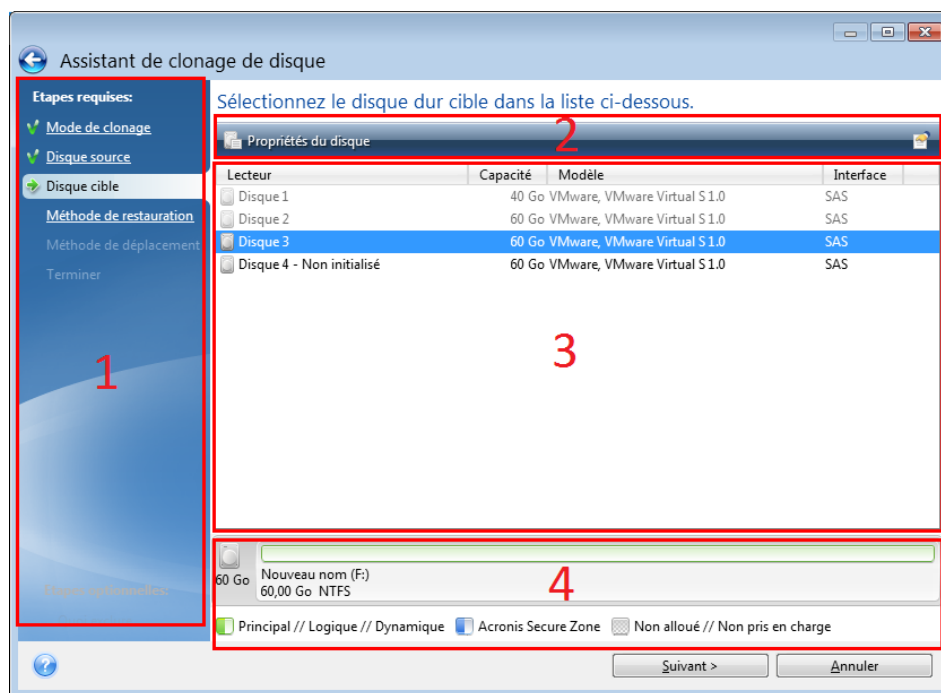 Assistant de clonage de disque
Etapes requises:
Mode de clonage
Disque source
Disque cible
Méthode de restauration
Méthode de déplacement
Terminer
1
Etapes optionnelles:
Sélectionnez le disque dur cible dans la liste ci-dessous.
Propriétés du disque
2
Lecteur Capacité Modèle Interface
Disque 1 40 Go VMware, VMware Virtual S 1.0 SAS
Disque 2 60 Go VMware, VMware Virtual S 1.0 SAS
Disque 3 60 Go VMware, VMware Virtual S 1.0 SAS
Disque 4 - Non initialisé 60 Go VMware, VMware Virtual S 1.0 SAS
3
60 Go
Nouveau nom (F:)
60,00 Go NTFS
4
Principal // Logique // Dynamique Acronis Secure Zone Non alloué // Non pris en charge
Suivant > Annuler